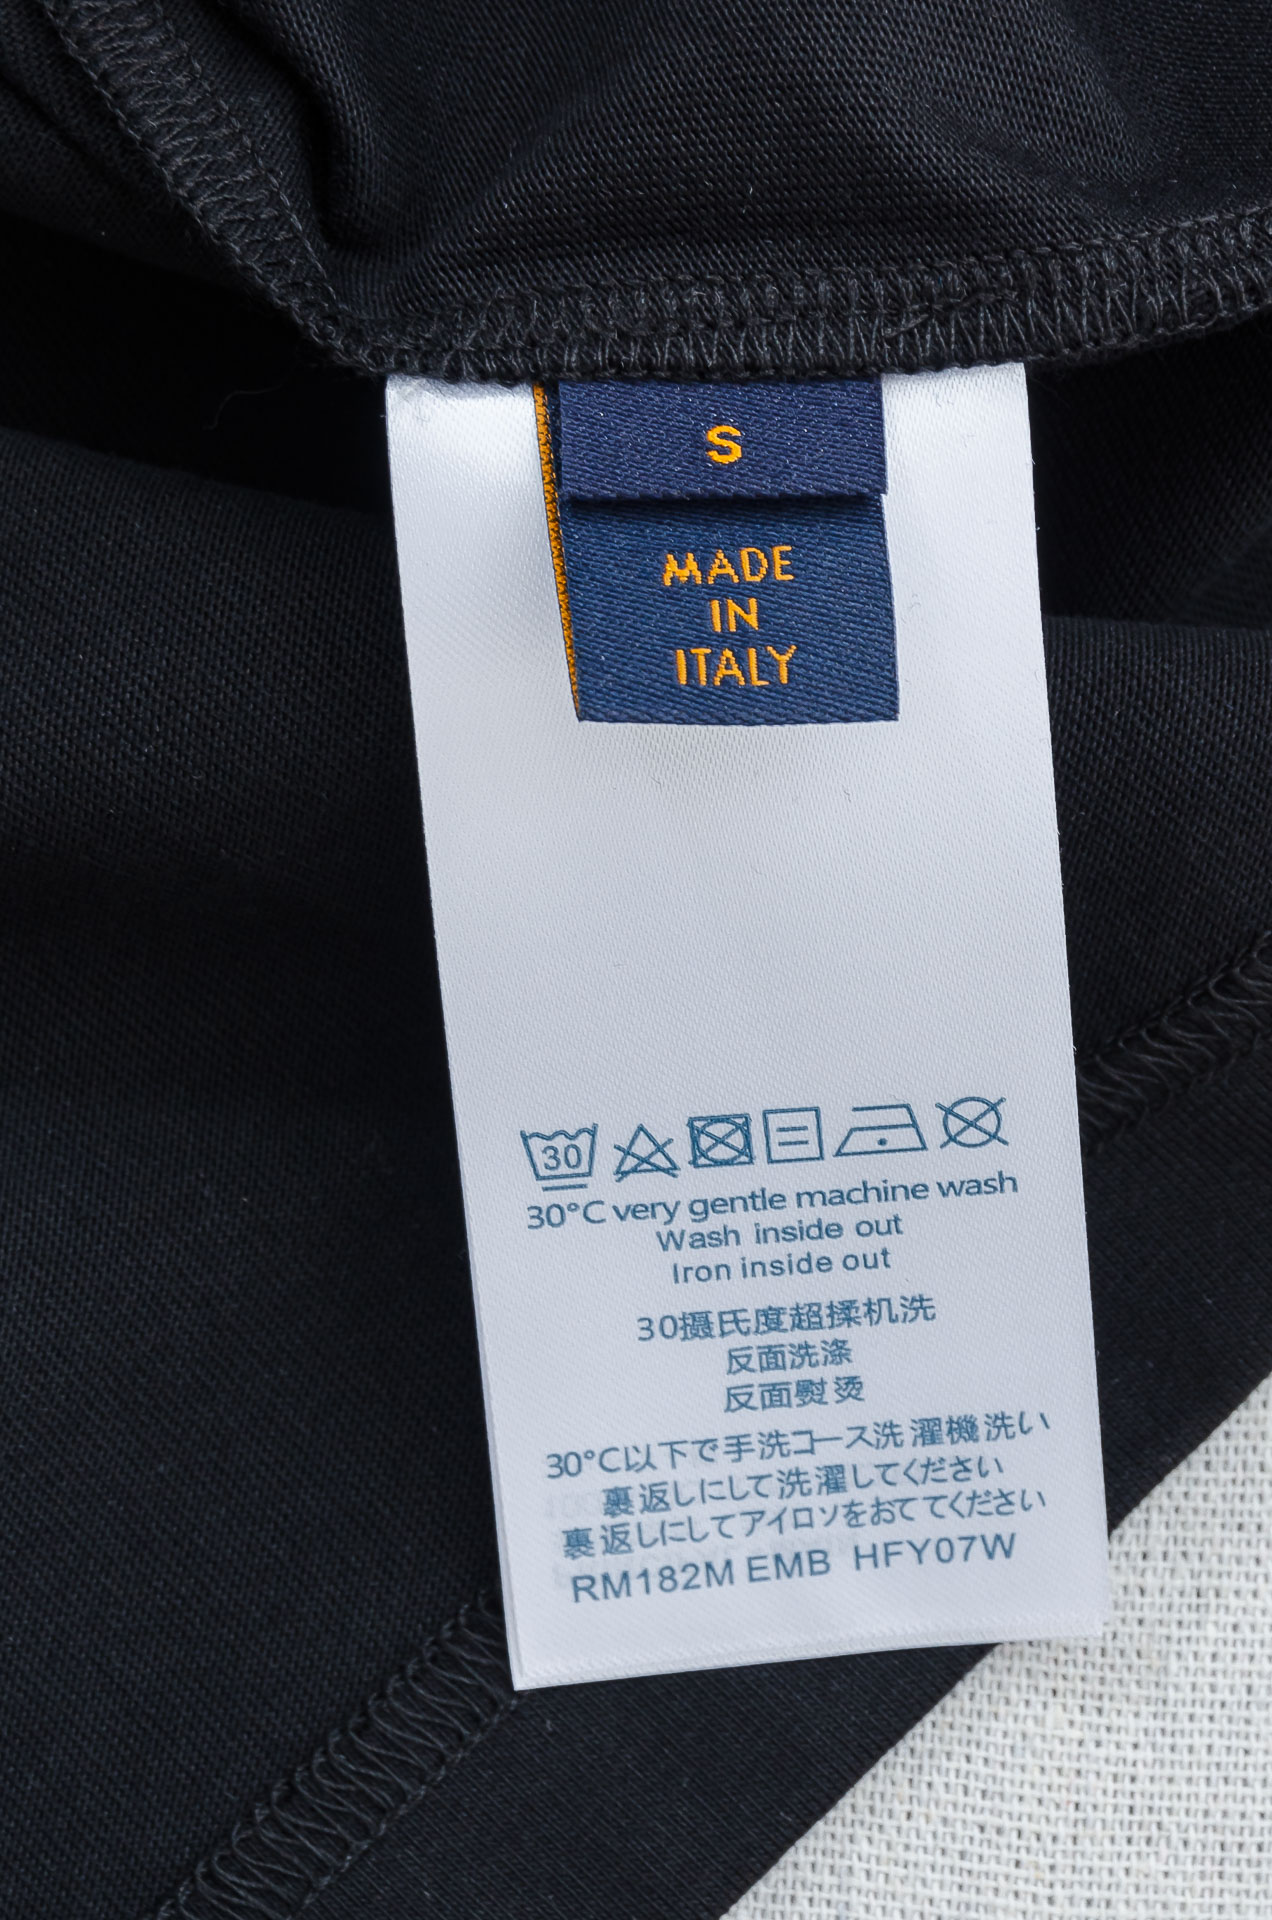 S
MADE
IN
ITALY
30
30°C very gentle machine wash
Wash inside out
Iron inside out
30摄氏度超揉机洗
反面洗涤
反面熨烫
30°C以下で手洗コース洗濯機洗い
裏返しにして洗濯してください
裏返しにしてアイロソをおててください
RM182M EMB HFY07W